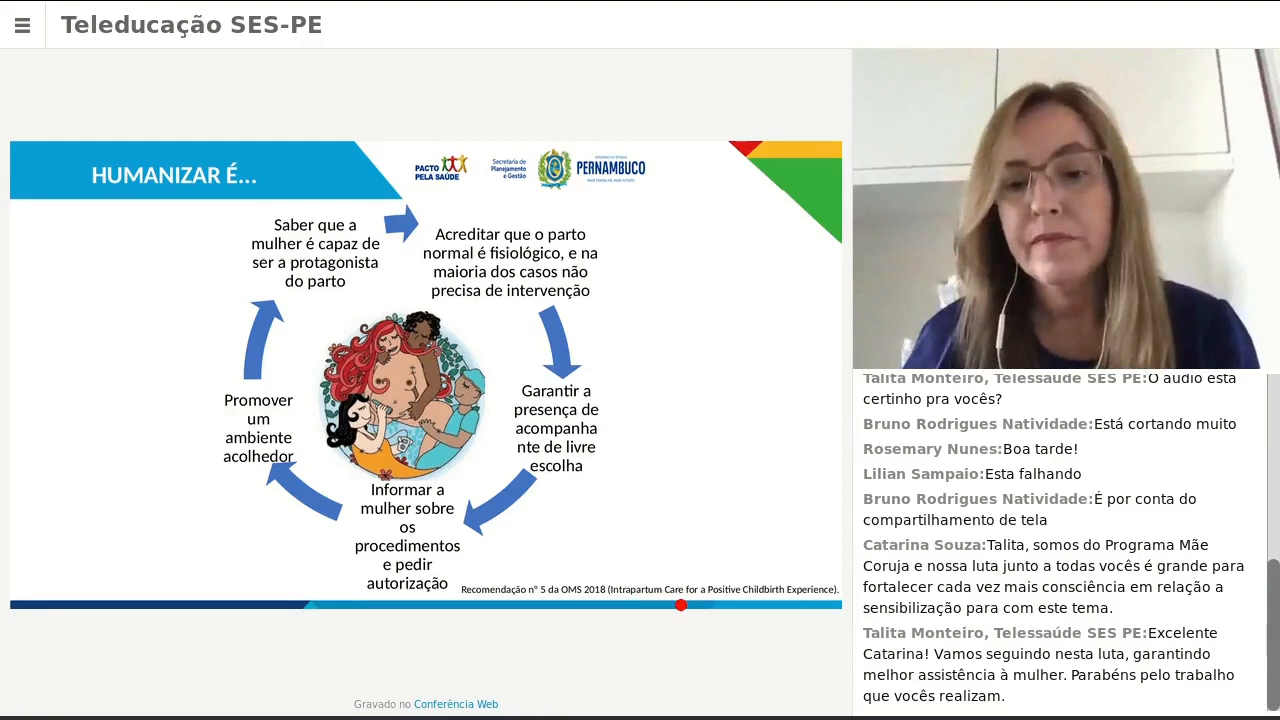 Teleducação SES-PE
HUMANIZAR É...
PACTO
PELA SAÚDE
Secretaria de
Planejamento
e Gestão
PERNAMBUCO
Saber que a
mulher é capaz de
ser a protagonista
do parto
Acreditar que o parto
normal é fisiológico, e na
maioria dos casos não
precisa de intervenção
Garantir a
presença de
acompanha
nte de livre
escolha
Informar a
mulher sobre
os
procedimentos
e pedir
autorização
Promover
um
ambiente
acolhedor
Recomendação nº 5 da OMS 2018 (Intrapartum Care for a Positive Childbirth Experience).
Gravado no Conferência Web
Talita Monteiro, Telessaúde SES PE:O áudio está
certinho pra vocês?
Bruno Rodrigues Natividade:Está cortando muito
Rosemary Nunes:Boa tarde!
Lilian Sampaio:Esta falhando
Bruno Rodrigues Natividade:É por conta do
compartilhamento de tela
Catarina Souza:Talita, somos do Programa Mãe
Coruja e nossa luta junto a todas vocês é grande para
fortalecer cada vez mais consciência em relação a
sensibilização para com este tema.
Talita Monteiro, Telessaúde SES PE:Excelente
Catarina! Vamos seguindo nesta luta, garantindo
melhor assistência à mulher. Parabéns pelo trabalho
que vocês realizam.